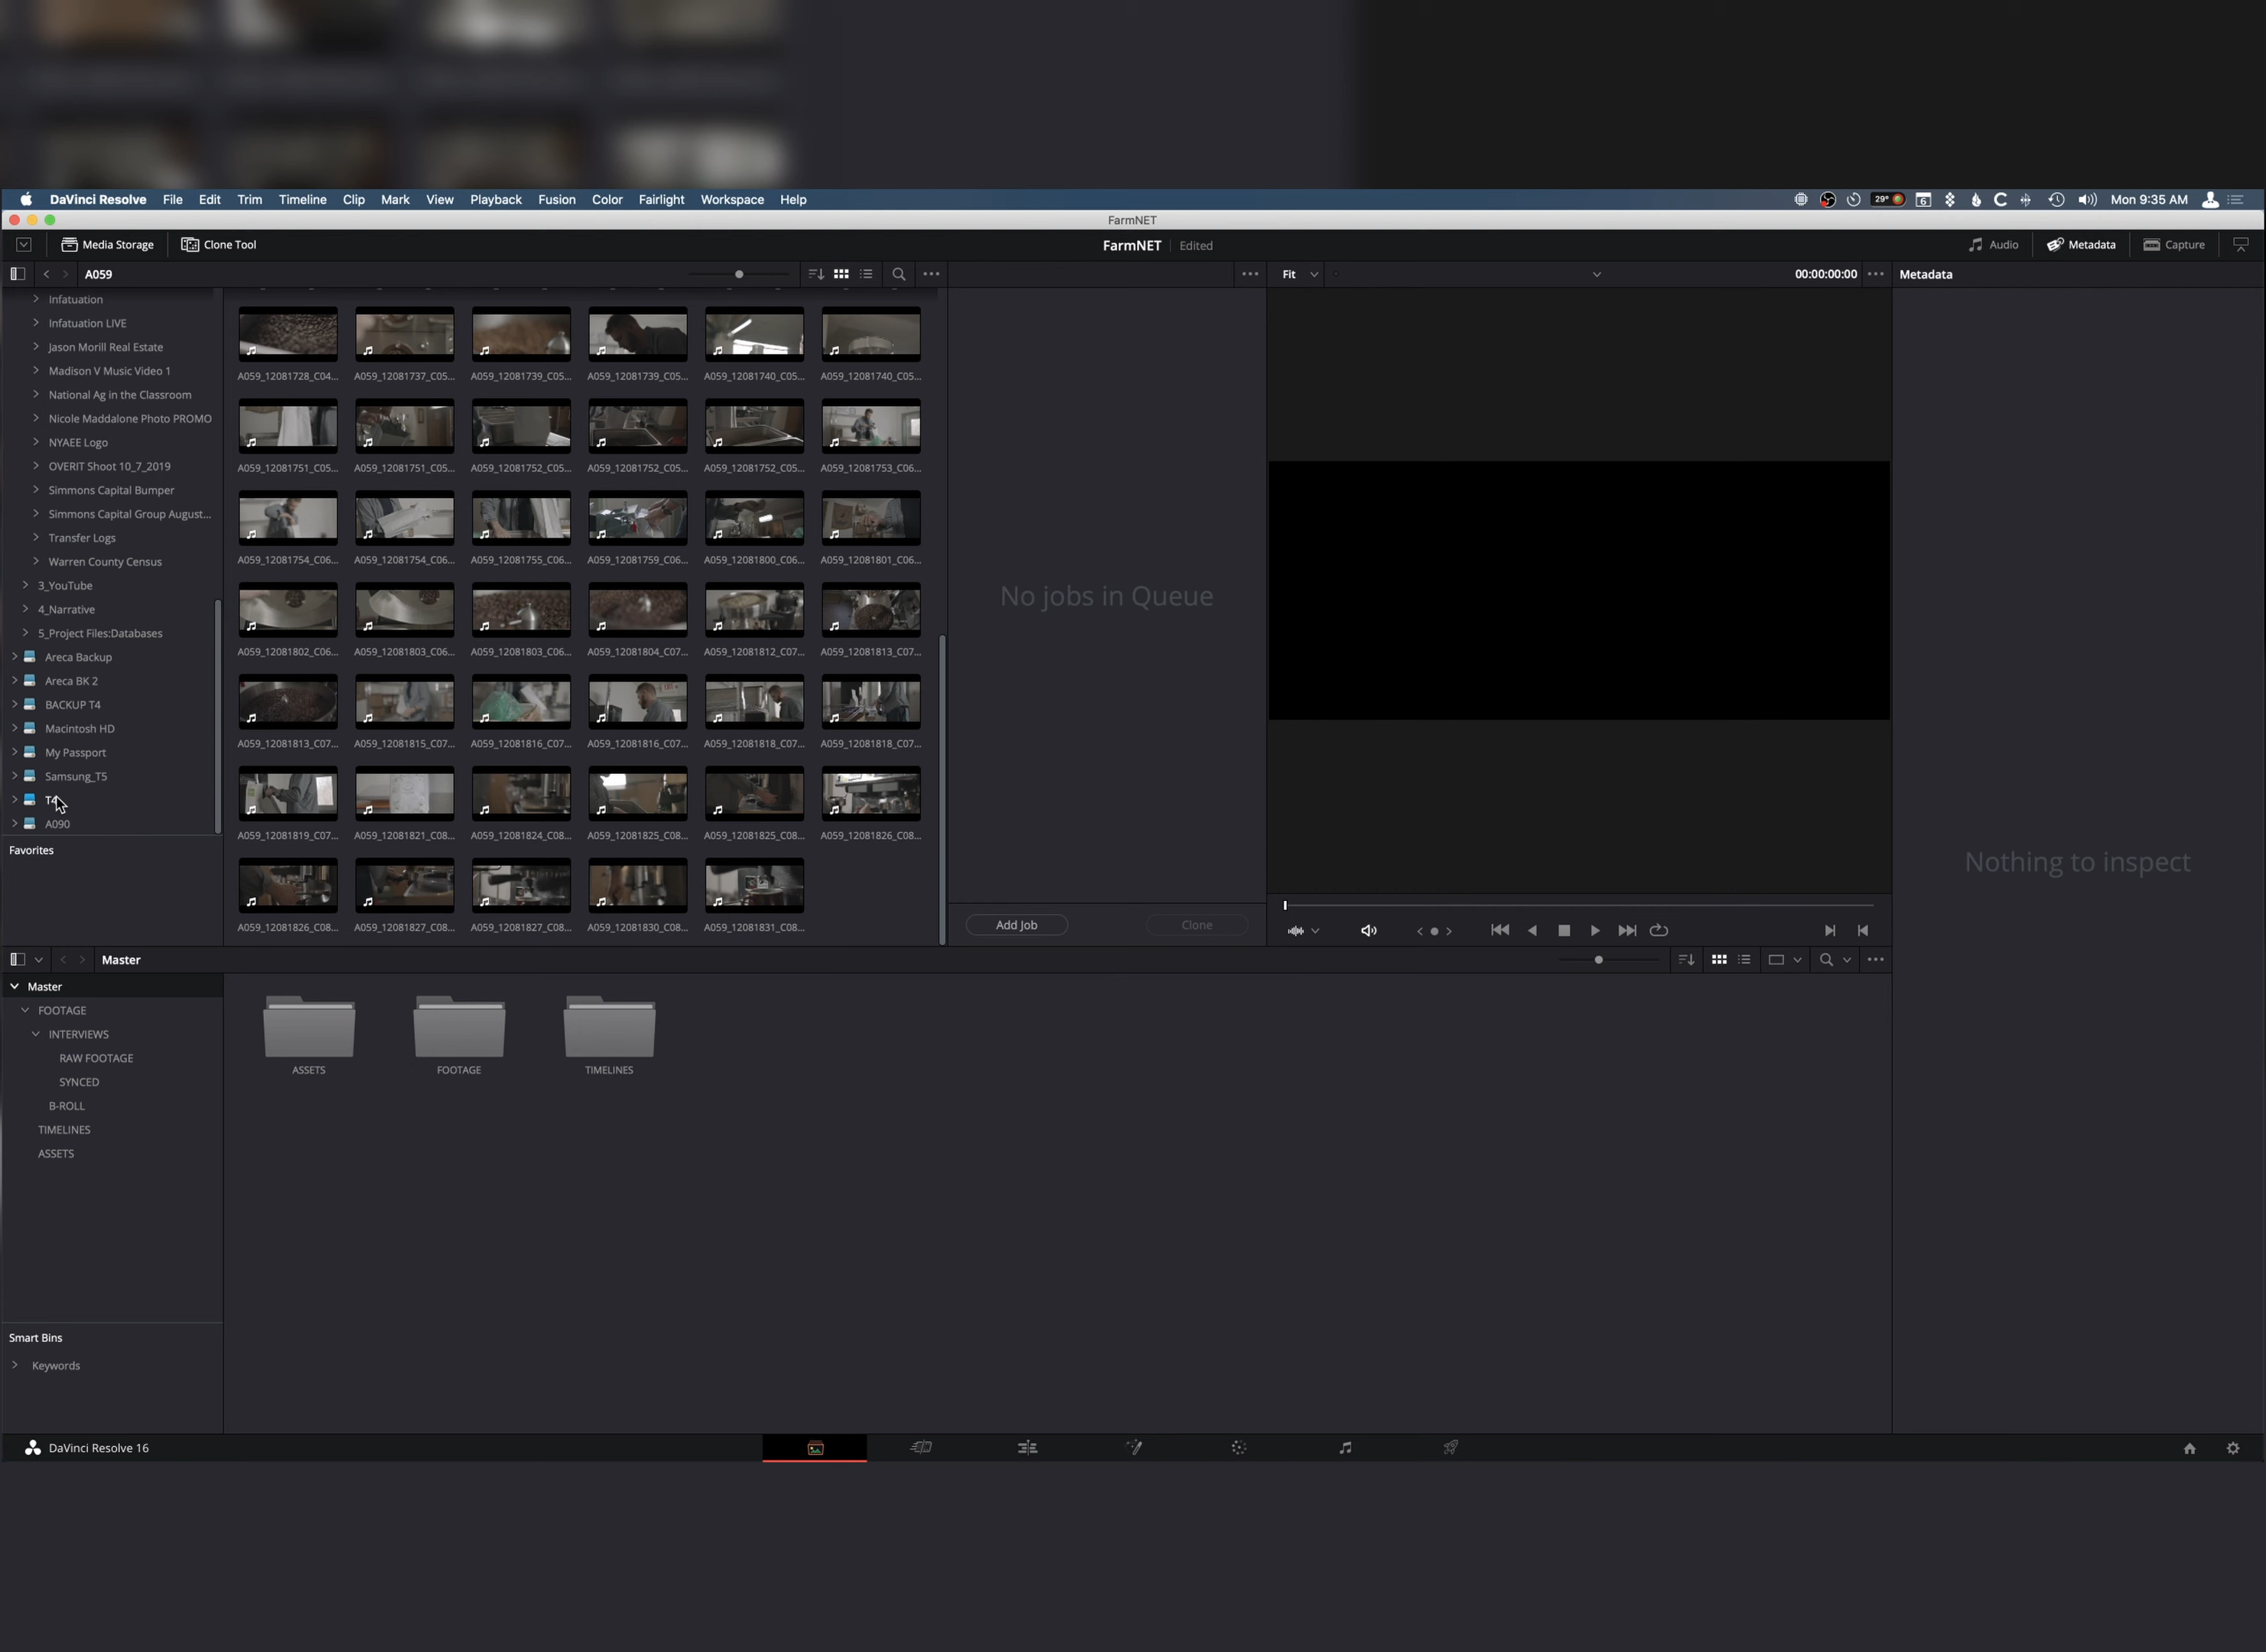 DaVinci Resolve File Edit Trim Timeline Clip Mark View Playback Fusion Color Fairlight Workspace Help 29° 6 Mon 9:35 AM
FarmNET
Media Storage Clone Tool FarmNET Edited Audio Metadata Capture
A059 Fit 00:00:00:00 Metadata
Infatuation
Infatuation LIVE
Jason Morill Real Estate
Madison V Music Video 1
National Ag in the Classroom
Nicole Maddalone Photo PROMO
NYAEE Logo
OVERIT Shoot 10_7_2019
Simmons Capital Bumper
Simmons Capital Group August...
Transfer Logs
Warren County Census
3_YouTube
4_Narrative
5_Project Files:Databases
Areca Backup
Areca BK 2
BACKUP T4
Macintosh HD
My Passport
Samsung_T5
T4
A090
Favorites
A059_12081728_C04... A059_12081737_C05... A059_12081739_C05... A059_12081739_C05... A059_12081740_C05... A059_12081740_C05...
A059_12081751_C05... A059_12081751_C05... A059_12081752_C05... A059_12081752_C05... A059_12081752_C05... A059_12081753_C06...
A059_12081754_C06... A059_12081754_C06... A059_12081755_C06... A059_12081759_C06... A059_12081800_C06... A059_12081801_C06...
A059_12081802_C06... A059_12081803_C06... A059_12081803_C06... A059_12081804_C07... A059_12081812_C07... A059_12081813_C07...
A059_12081813_C07... A059_12081815_C07... A059_12081816_C07... A059_12081816_C07... A059_12081818_C07... A059_12081818_C07...
A059_12081819_C07... A059_12081821_C08... A059_12081824_C08... A059_12081825_C08... A059_12081825_C08... A059_12081826_C08...
A059_12081826_C08... A059_12081827_C08... A059_12081827_C08... A059_12081830_C08... A059_12081831_C08...
No jobs in Queue
Add Job Clone
Nothing to inspect
Master
Master
FOOTAGE
INTERVIEWS
RAW FOOTAGE
SYNCED
B-ROLL
TIMELINES
ASSETS
ASSETS FOOTAGE TIMELINES
Smart Bins
Keywords
DaVinci Resolve 16